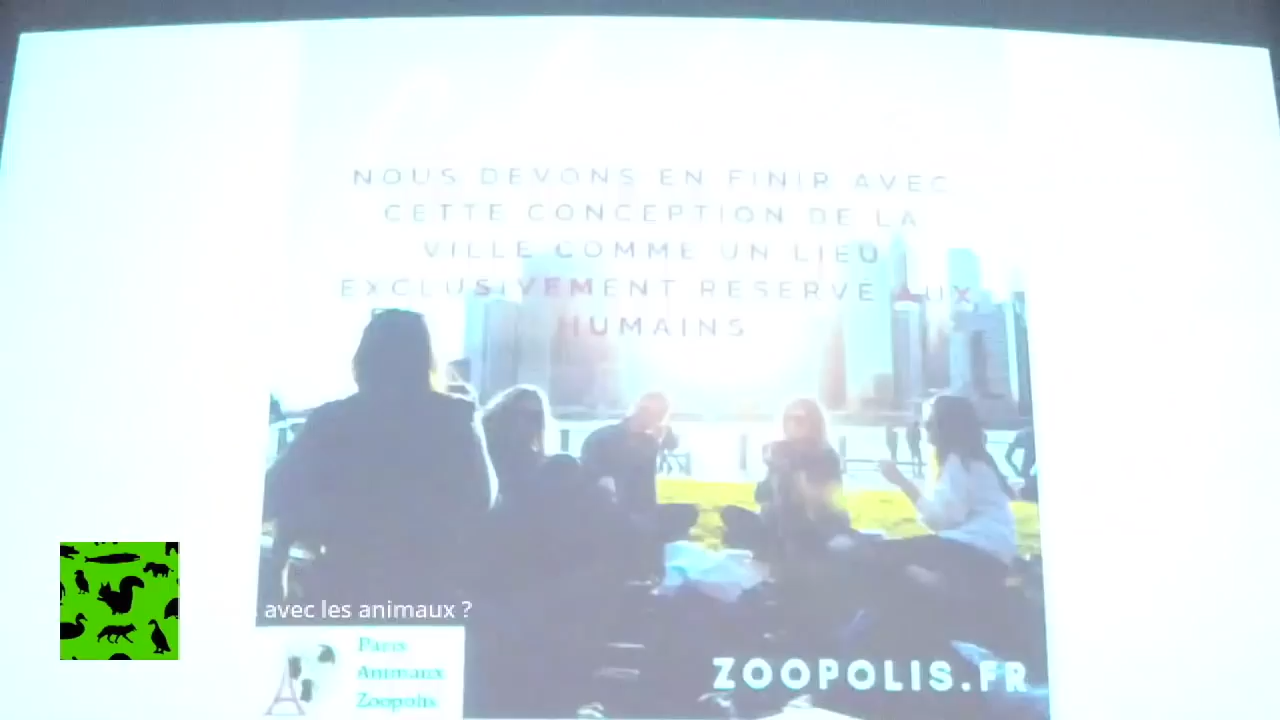 NOUS DEVONS EN FINIR AVEC
CETTE CONCEPTION DE LA
VILLE COMME UN LIEU
EXCLUSIVEMENT RESERVE AUX
HUMAINS
avec les animaux ?
Paris
Animaux
Zoopolis
ZOOPOLIS.FR